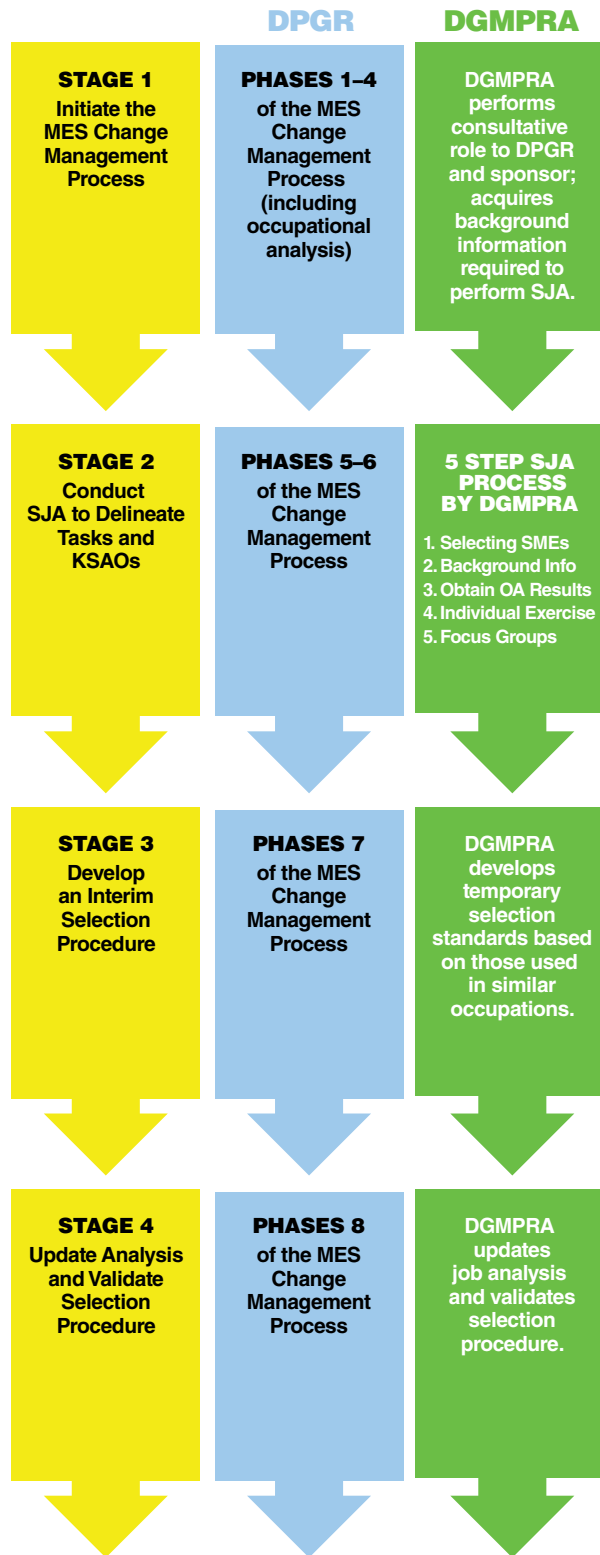 DPGR
DGMPRA
STAGE 1
Initiate the
MES Change
Management
Process
PHASES 1–4
of the MES
Change
Management
Process
(including
occupational
analysis)
DGMPRA
performs
consultative
role to DPGR
and sponsor;
acquires
background
information
required to
perform SJA.
STAGE 2
Conduct
SJA to Delineate
Tasks and
KSAOs
PHASES 5–6
of the MES
Change
Management
Process
5 STEP SJA
PROCESS
BY DGMPRA
1. Selecting SMEs
2. Background Info
3. Obtain OA Results
4. Individual Exercise
5. Focus Groups
STAGE 3
Develop
an Interim
Selection
Procedure
PHASES 7
of the MES
Change
Management
Process
DGMPRA
develops
temporary
selection
standards based
on those used
in similar
occupations.
STAGE 4
Update Analysis
and Validate
Selection
Procedure
PHASES 8
of the MES
Change
Management
Process
DGMPRA
updates
job analysis
and validates
selection
procedure.